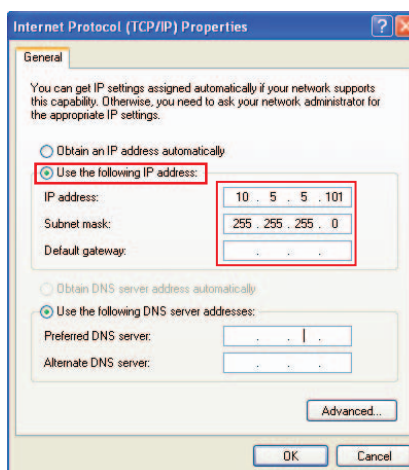 Internet Protocol (TCP/IP) Properties
General
You can get IP settings assigned automatically if your network supports
this capability. Otherwise, you need to ask your network administrator for
the appropriate IP settings.
Obtain an IP address automatically
Use the following IP address:
IP address: 10 . 5 . 5 . 101
Subnet mask: 255 . 255 . 255 . 0
Default gateway: . . .
Obtain DNS server address automatically
Use the following DNS server addresses:
Preferred DNS server: . . .
Alternate DNS server: . . .
Advanced...
OK Cancel